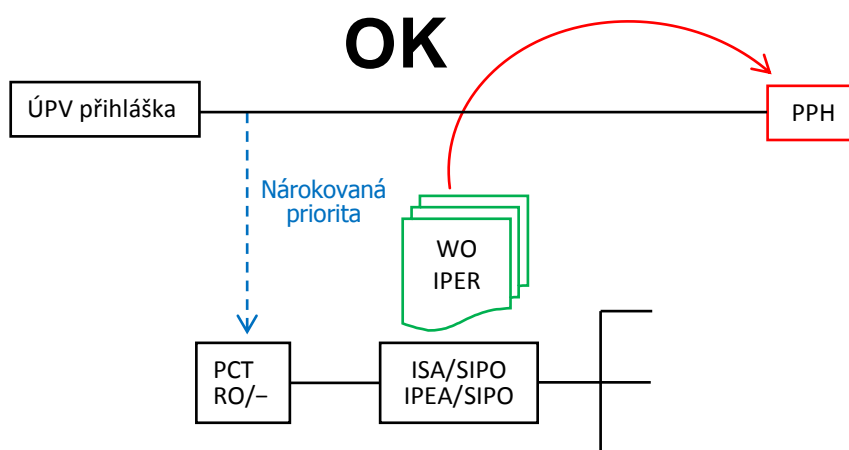 OK
ÚPV přihláška
PPH
Nárokovaná
priorita
WO
IPER
PCT
RO/–
ISA/SIPO
IPEA/SIPO